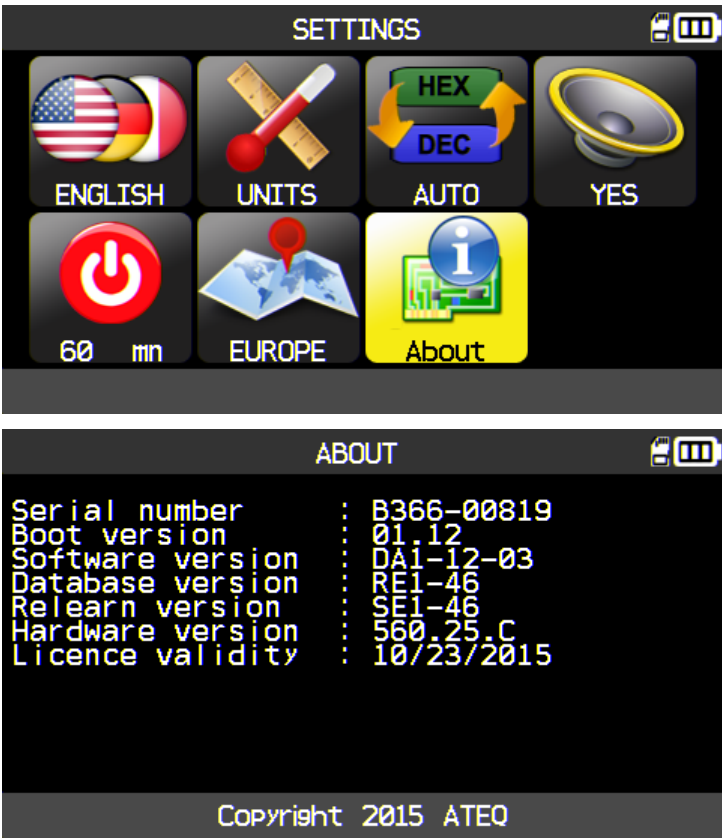 SETTINGS
HEX
DEC
ENGLISH UNITS AUTO YES
60 mn EUROPE About
ABOUT
Serial number : B366-00819
Boot version : 01.12
Software version : DA1-12-03
Database version : RE1-46
Relearn version : SE1-46
Hardware version : 560.25.C
Licence validity : 10/23/2015
Copyright 2015 ATEQ